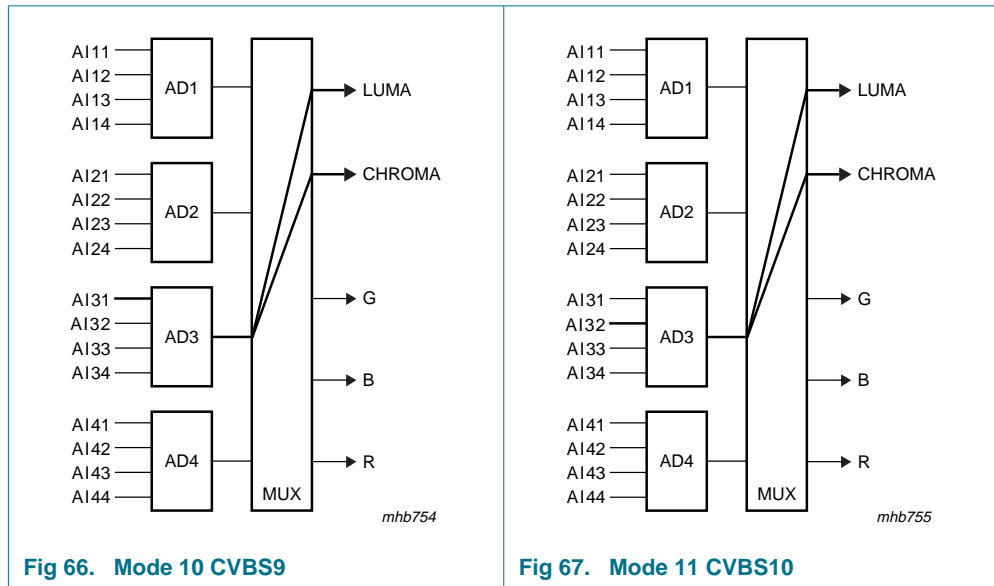 AI11
AI12
AI13
AI14
AD1
AI21
AI22
AI23
AI24
AD2
AI31
AI32
AI33
AI34
AD3
AI41
AI42
AI43
AI44
AD4
MUX
LUMA
CHROMA
G
B
R
mhb754
Fig 66. Mode 10 CVBS9
AI11
AI12
AI13
AI14
AD1
AI21
AI22
AI23
AI24
AD2
AI31
AI32
AI33
AI34
AD3
AI41
AI42
AI43
AI44
AD4
MUX
LUMA
CHROMA
G
B
R
mhb755
Fig 67. Mode 11 CVBS10